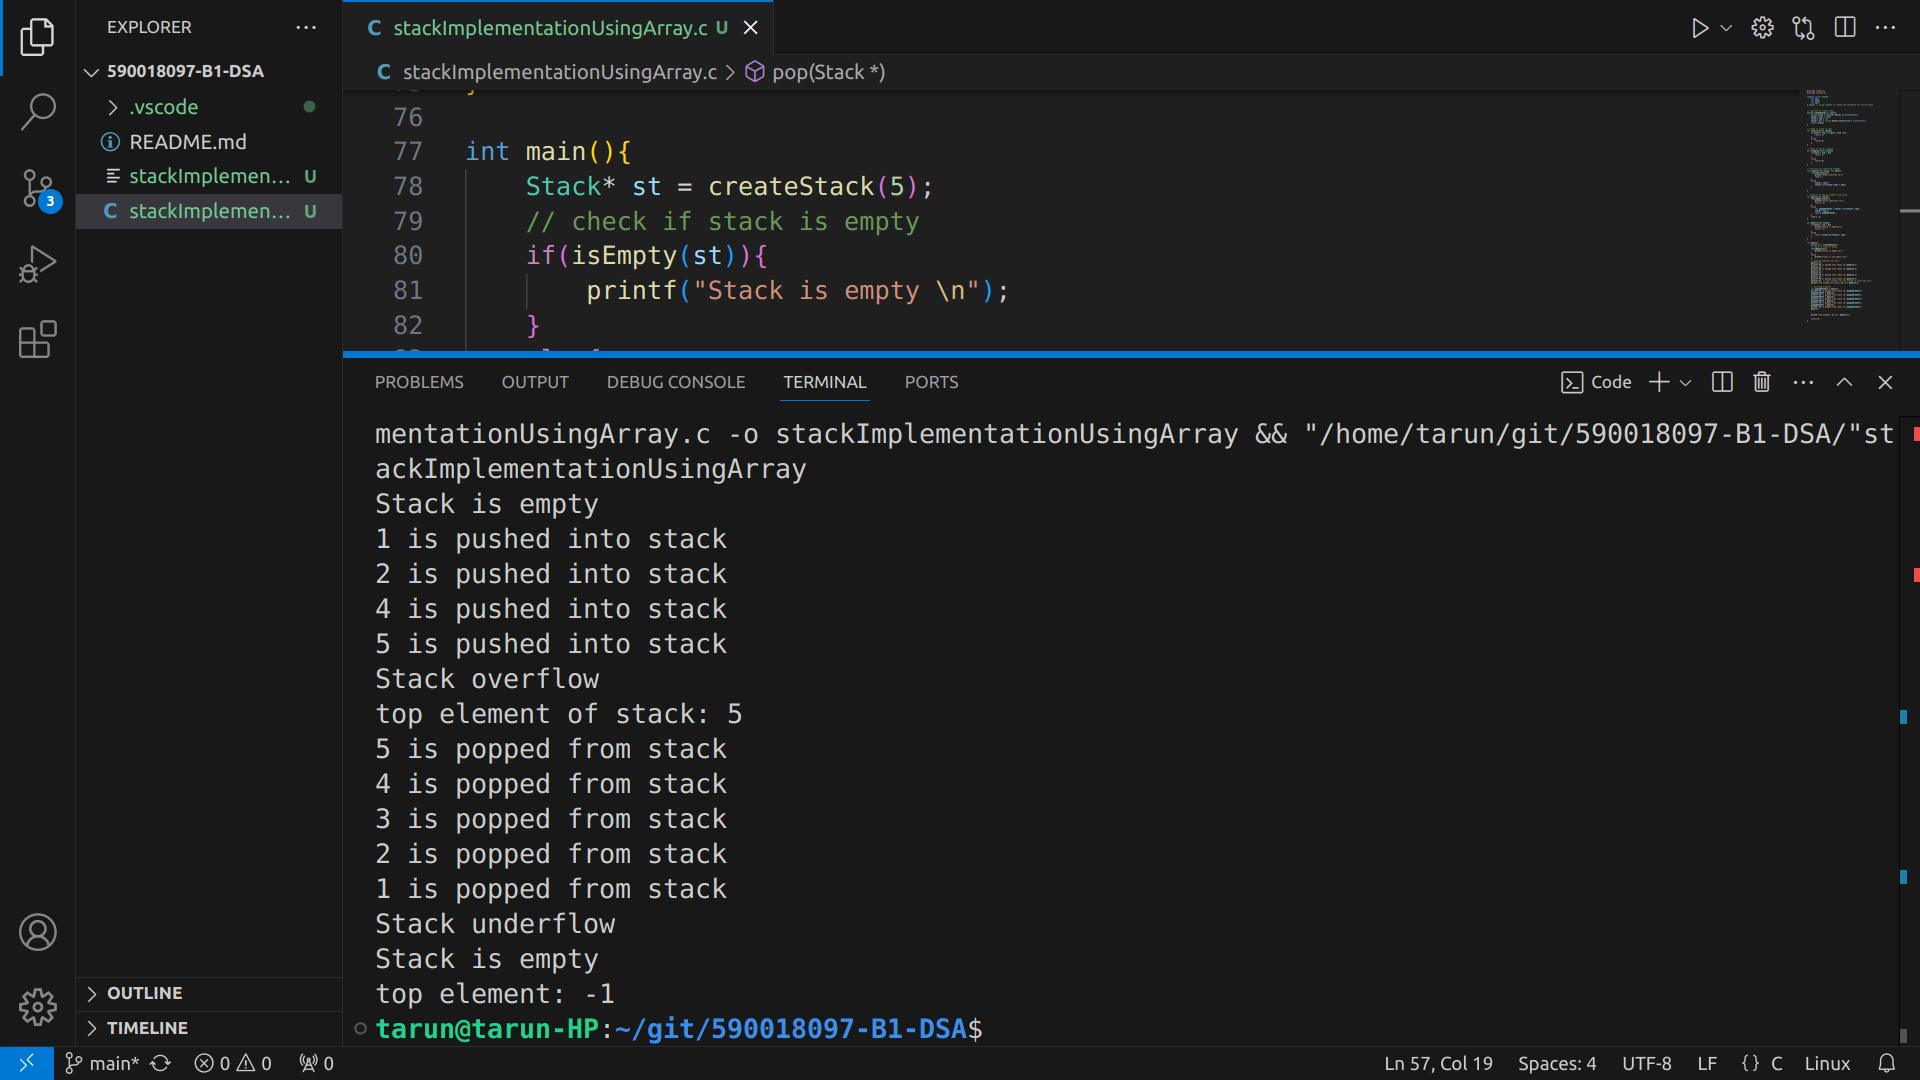 EXPLORER
590018097-B1-DSA
.vscode
README.md
stackImplemen... U
C stackImplemen... U
OUTLINE
TIMELINE
3
C stackImplementationUsingArray.c U
C stackImplementationUsingArray.c > pop(Stack *)
76
77 int main(){
78 Stack* st = createStack(5);
79 // check if stack is empty
80 if(isEmpty(st)){
81 printf("Stack is empty \n");
82 }
PROBLEMS OUTPUT DEBUG CONSOLE TERMINAL PORTS
Code
mentationUsingArray.c -o stackImplementationUsingArray && "/home/tarun/git/590018097-B1-DSA/"st
ackImplementationUsingArray
Stack is empty
1 is pushed into stack
2 is pushed into stack
4 is pushed into stack
5 is pushed into stack
Stack overflow
top element of stack: 5
5 is popped from stack
4 is popped from stack
3 is popped from stack
2 is popped from stack
1 is popped from stack
Stack underflow
Stack is empty
top element: -1
tarun@tarun-HP:~/git/590018097-B1-DSA$
main* 0 0 0 Ln 57, Col 19 Spaces: 4 UTF-8 LF {} C Linux